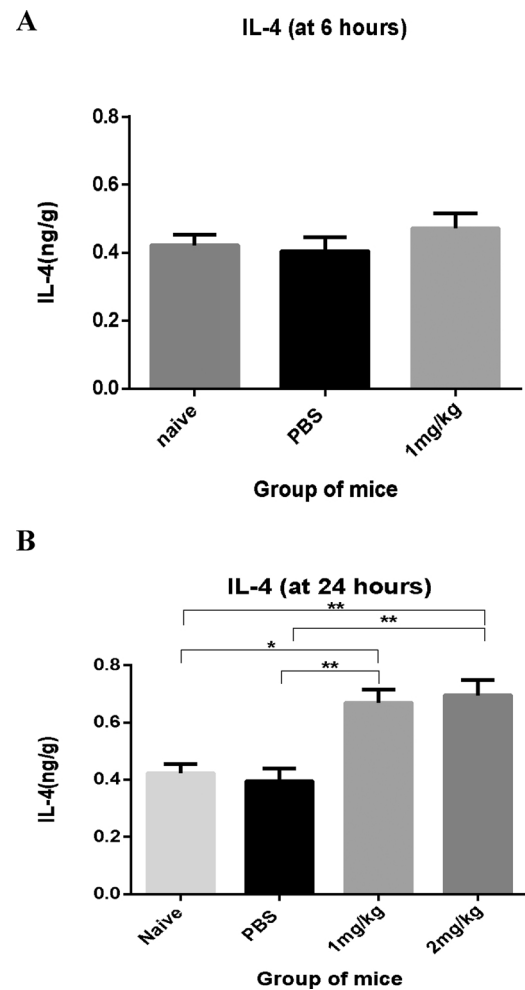 A
IL-4 (at 6 hours)
0.8
0.6
0.4
0.2
0.0
IL-4(ng/g)
naive
PBS
1mg/kg
Group of mice
B
IL-4 (at 24 hours)
**
**
*
**
0.8
0.6
0.4
0.2
0.0
IL-4(ng/g)
Naive
PBS
1mg/kg
2mg/kg
Group of mice